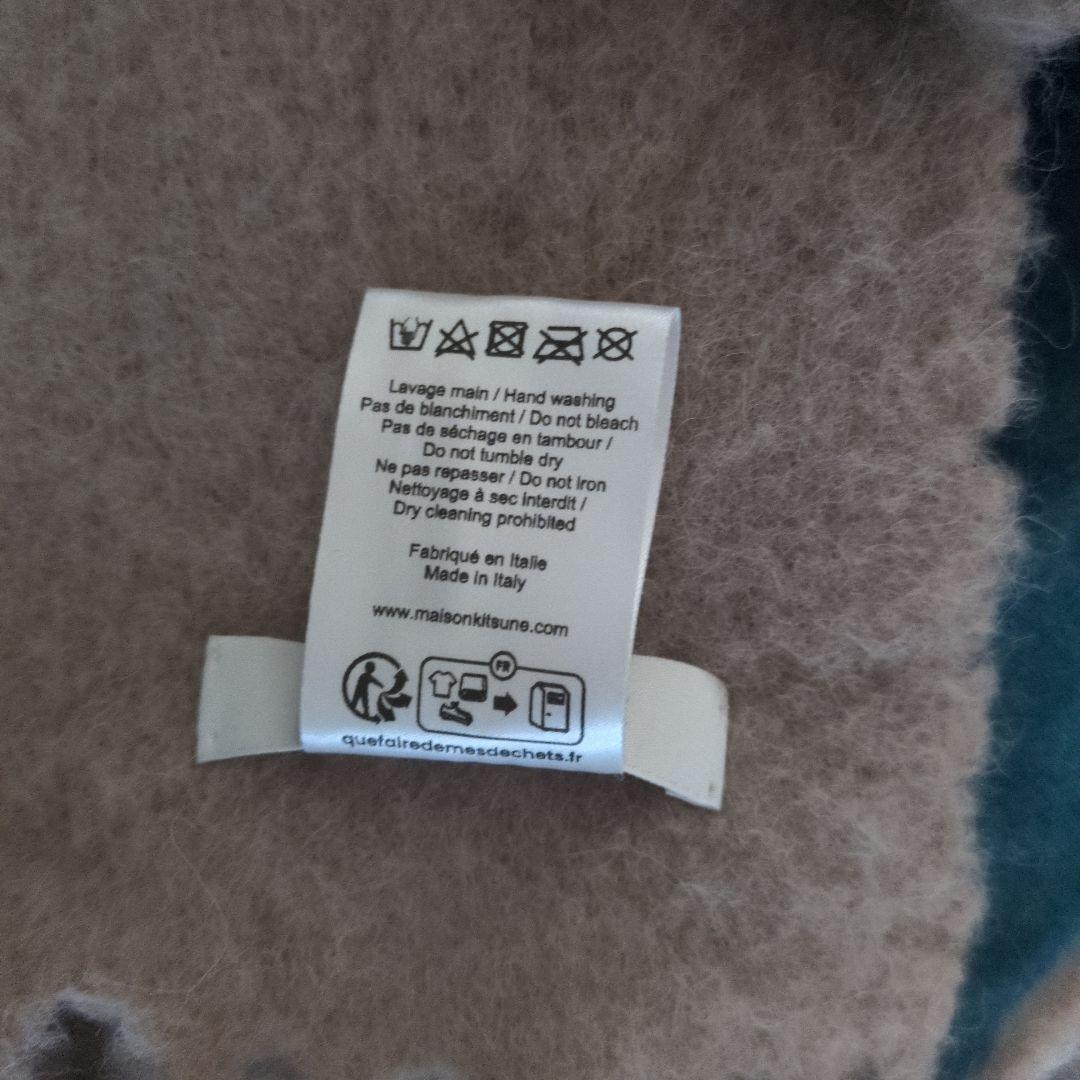 Lavage main / Hand washing
Pas de blanchiment / Do not bleach
Pas de séchage en tambour /
Do not tumble dry
Ne pas repasser / Do not iron
Nettoyage à sec interdit /
Dry cleaning prohibited
Fabriqué en Italie
Made in Italy
www.maisonkitsune.com
FR
quefairedemesdechets.fr